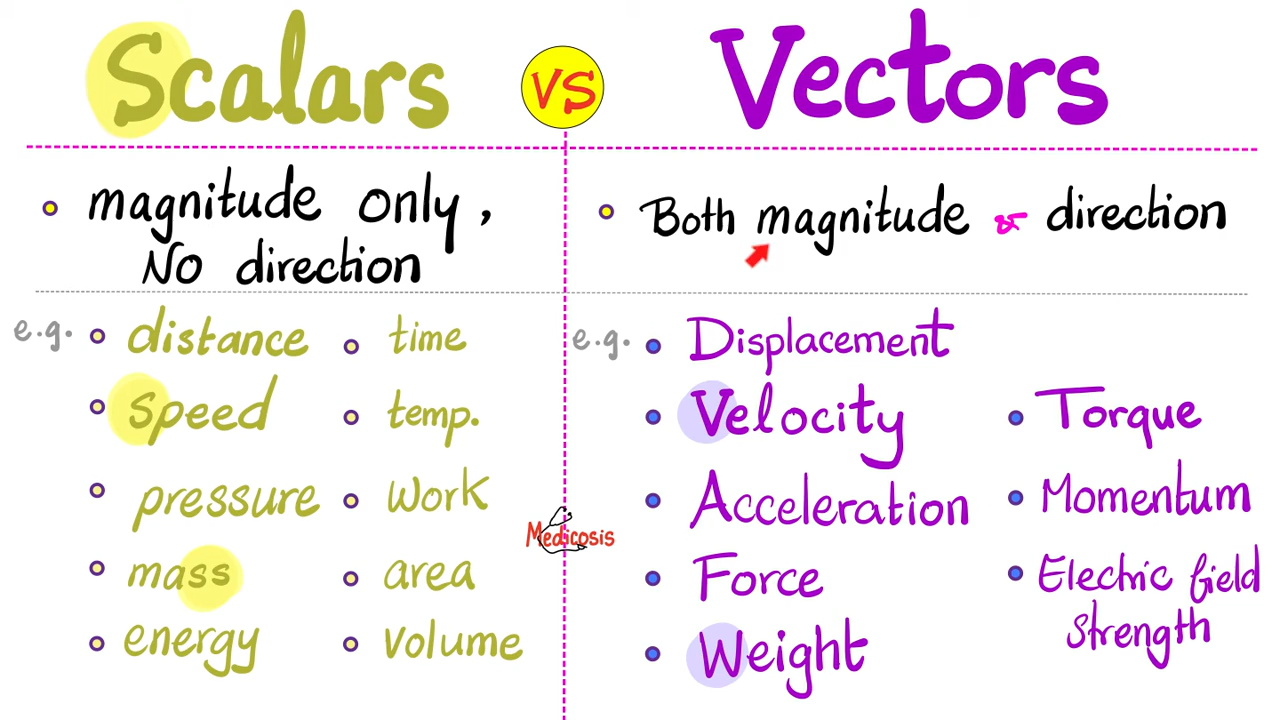 Scalars VS Vectors
• magnitude only,
No direction
• Both magnitude & direction
e.g. • distance • time
• speed • temp.
• pressure • Work
• mass • area
• energy • volume
e.g. • Displacement
• Velocity • Torque
• Acceleration • Momentum
• Force • Electric field
strength
• Weight
Medicosis